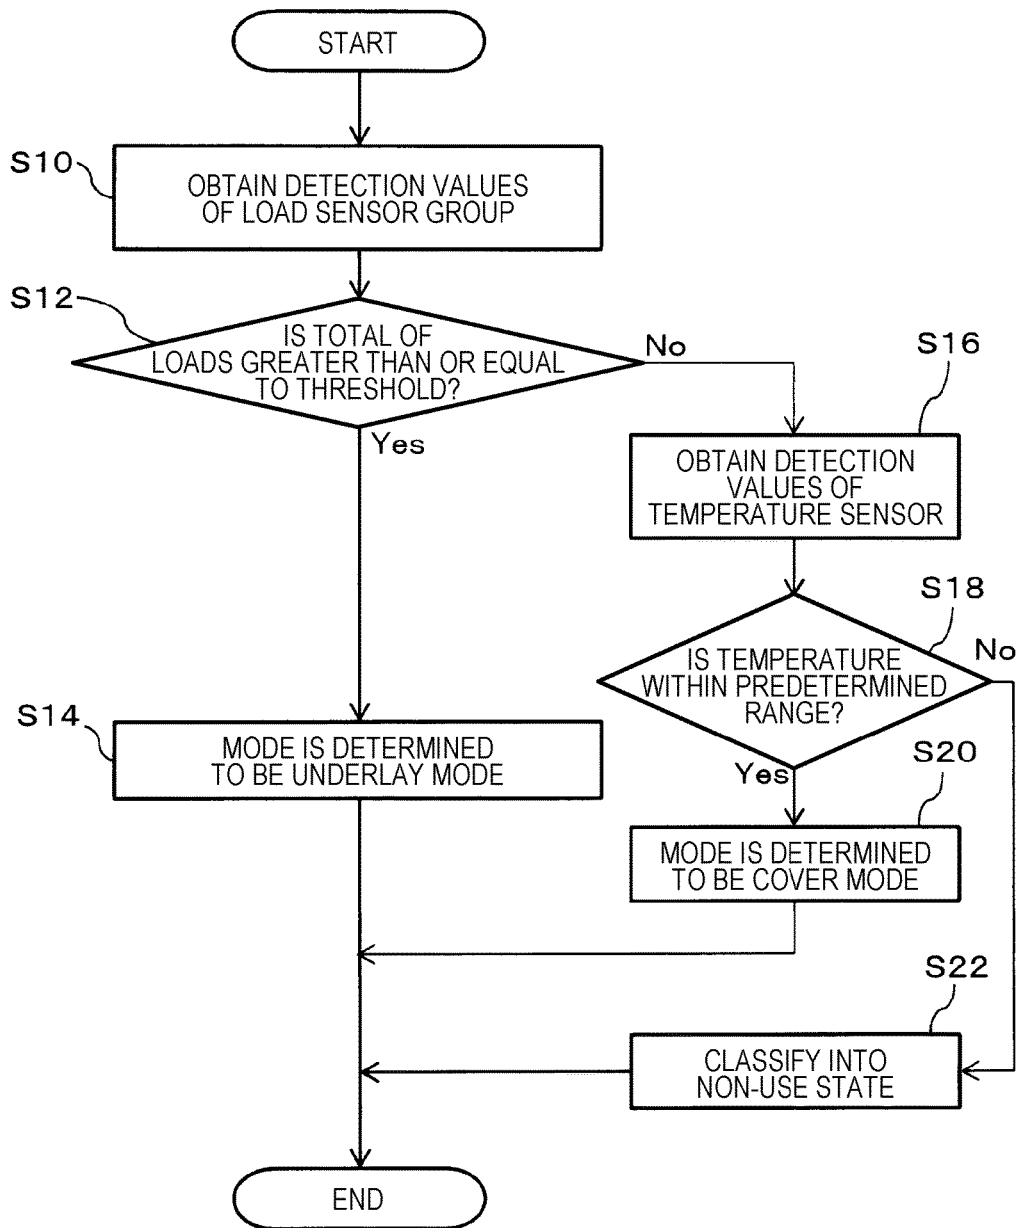 START
S10
OBTAIN DETECTION VALUES
OF LOAD SENSOR GROUP
S12
IS TOTAL OF
LOADS GREATER THAN OR EQUAL
TO THRESHOLD?
No
Yes
S16
OBTAIN DETECTION
VALUES OF
TEMPERATURE SENSOR
S18
IS TEMPERATURE
WITHIN PREDETERMINED
RANGE?
No
Yes
S14
MODE IS DETERMINED
TO BE UNDERLAY MODE
S20
MODE IS DETERMINED
TO BE COVER MODE
S22
CLASSIFY INTO
NON-USE STATE
END